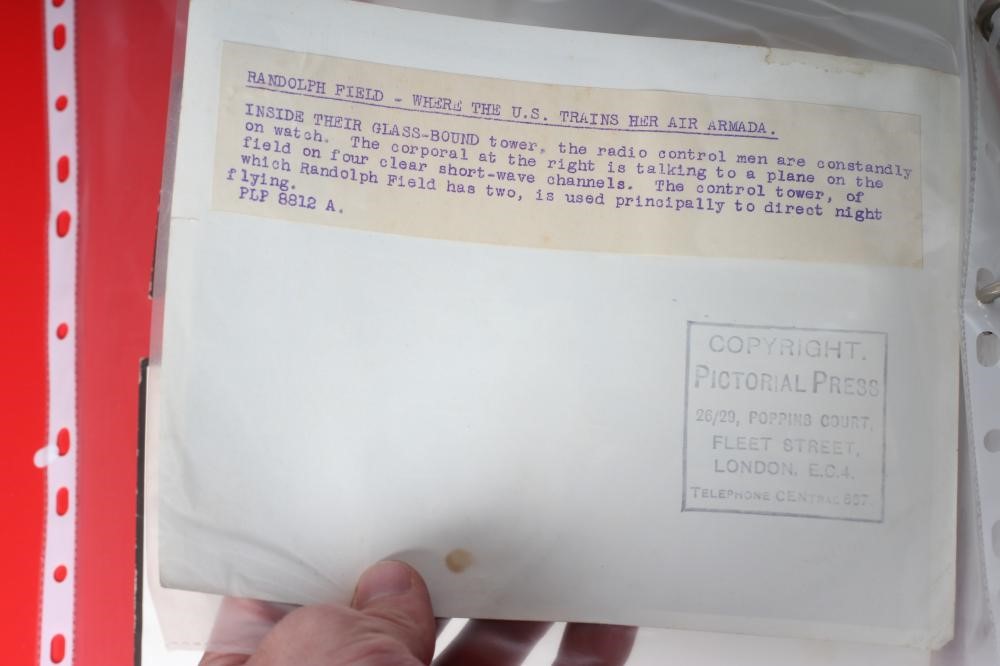 RANDOLPH FIELD - WHERE THE U.S. TRAINS HER AIR ARMADA.
INSIDE THEIR GLASS-BOUND tower, the radio control men are constantly
on watch. The corporal at the right is talking to a plane on the
field on four clear short-wave channels. The control tower, of
which Randolph Field has two, is used principally to direct night
flying.
PLP 8812 A.
COPYRIGHT.
PICTORIAL PRESS
26/29, POPPINS COURT,
FLEET STREET,
LONDON. E.C.4.
TELEPHONE CENTRAL